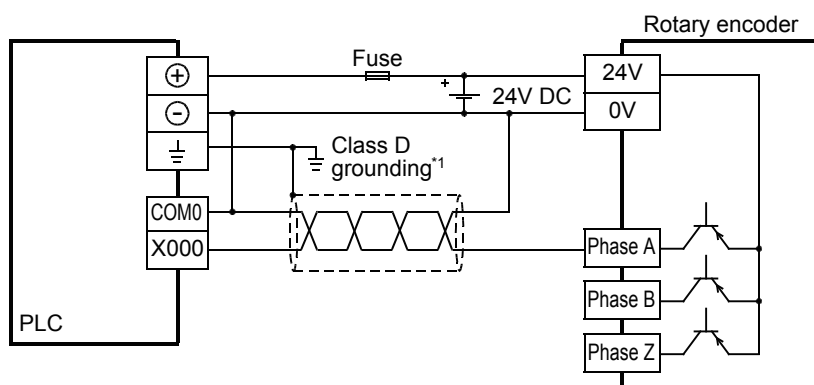 Rotary encoder
Fuse
24V
+
24V DC
0V
Class D
grounding*1
COM0
X000
Phase A
Phase B
Phase Z
PLC